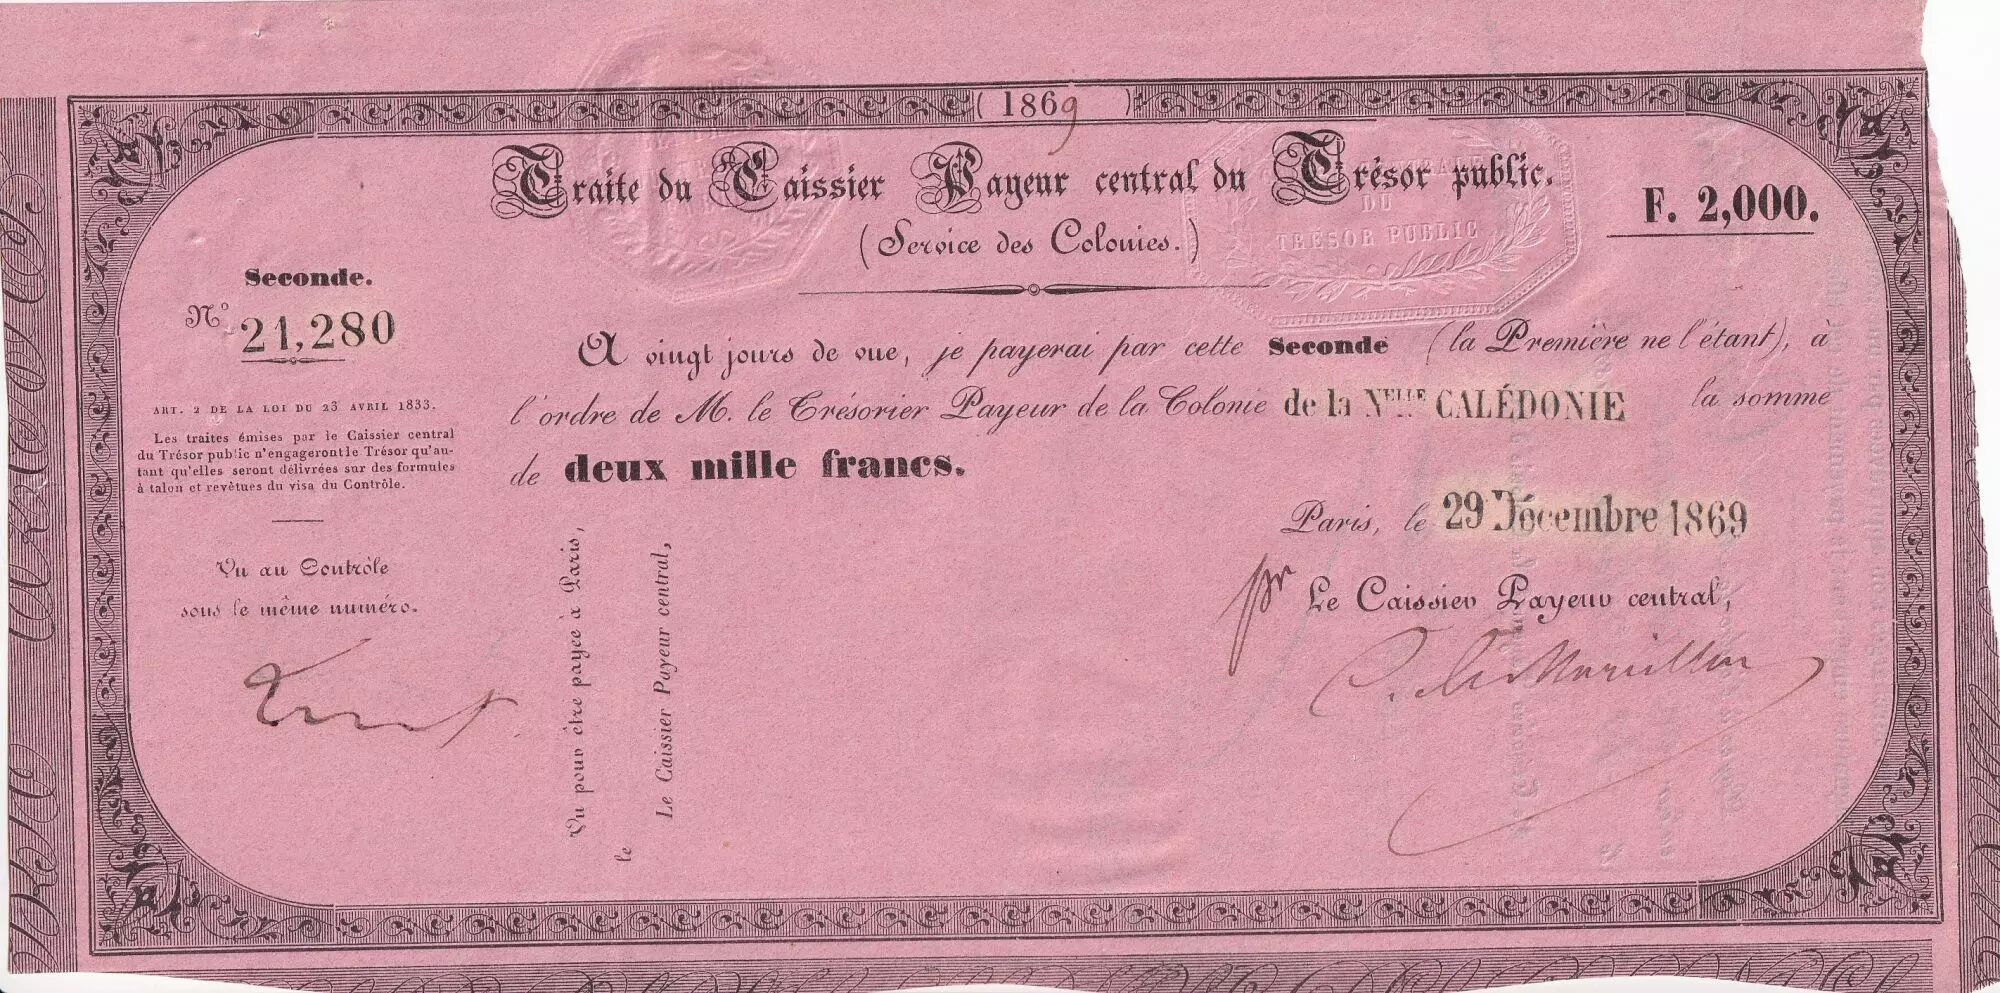 (1869)
Traite du Caissier Payeur central du Trésor public.
(Service des Colonies.)
F. 2,000.
DU
TRÉSOR PUBLIC
Seconde.
N° 21,280
ART. 2 DE LA LOI DU 23 AVRIL 1833.
Les traites émises par le Caissier central
du Trésor public n'engageront le Trésor qu'au-
tant qu'elles seront délivrées sur des formules
à talon et revêtues du visa du Contrôle.
Vu au Contrôle
sous le même numéro.
A vingt jours de vue, je payerai par cette Seconde (la Première ne l'étant), à
l'ordre de M. le Trésorier Payeur de la Colonie de la NELLE CALÉDONIE la somme
de deux mille francs.
Paris, le 29 Décembre 1869
pr Le Caissier Payeur central,
Vu pour être payée à Paris,
le
Le Caissier Payeur central,